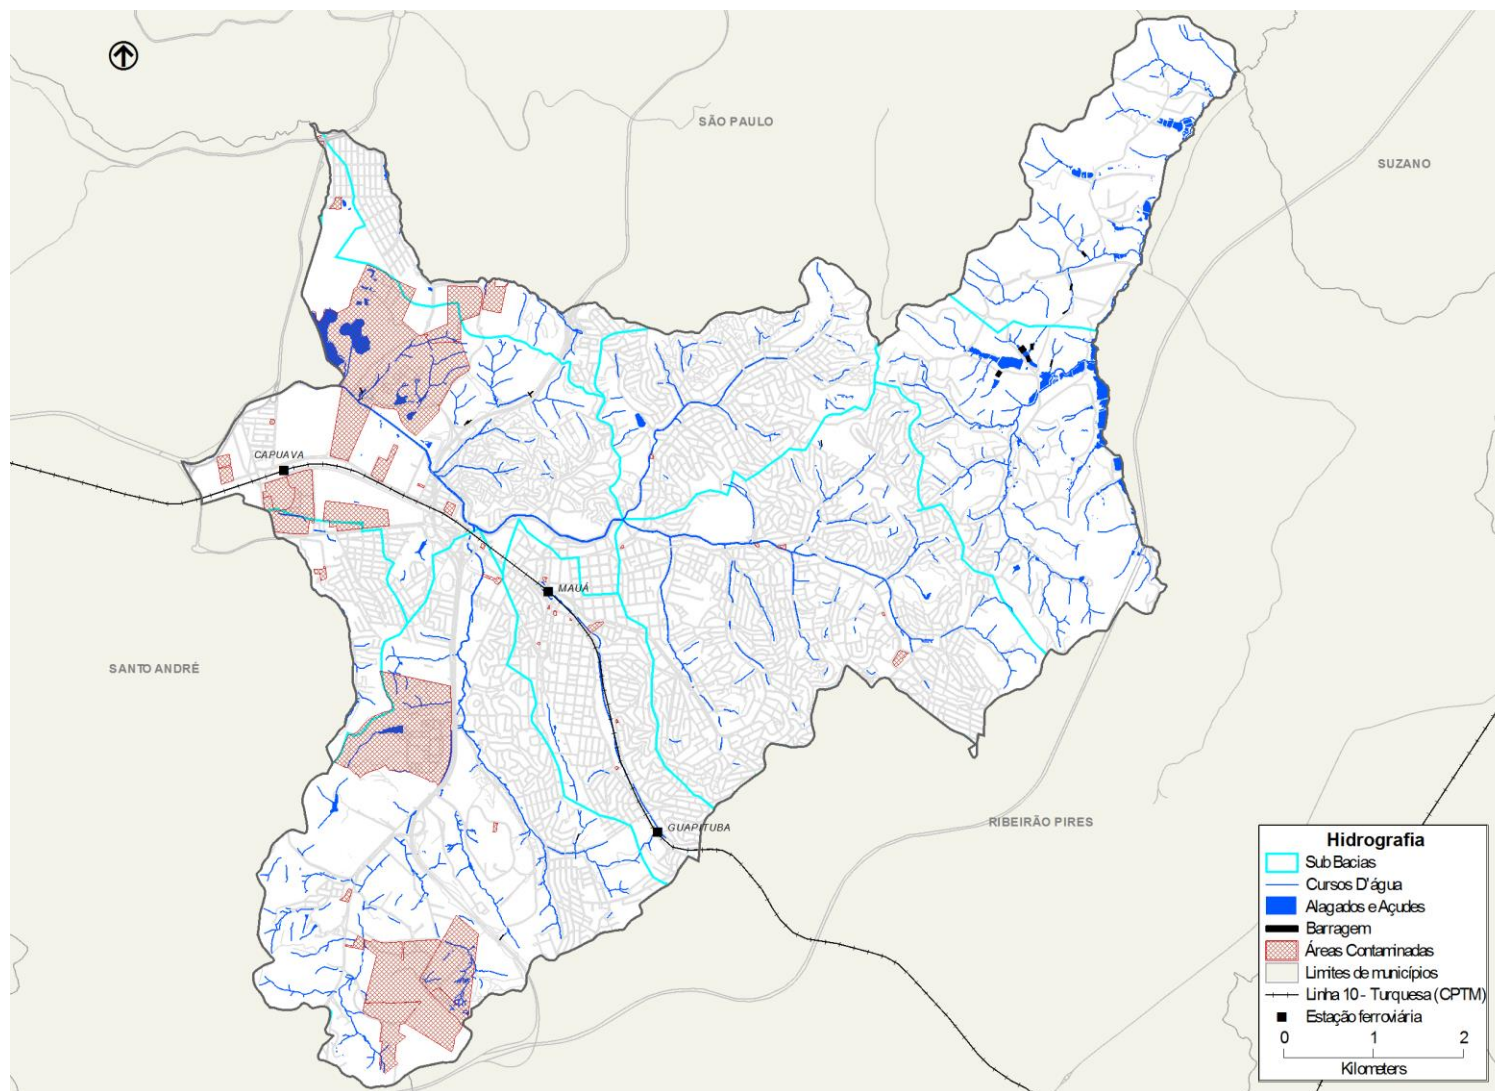 SÃO PAULO
SUZANO
CAPUAVA
MAUÁ
SANTO ANDRÉ
GUAPITUBA
RIBEIRÃO PIRES
Hidrografia
Sub Bacias
Cursos D'água
Alagados e Açudes
Barragem
Áreas Contaminadas
Limites de municípios
Linha 10 - Turquesa (CPTM)
Estação ferroviária
0 1 2
Kilometers